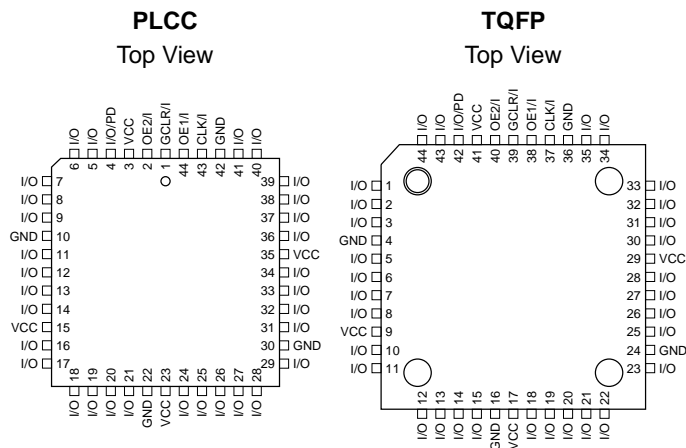 PLCC
Top View
I/O
I/O
I/O/PD
VCC
OE2/I
GCLR/I
OE1/I
CLK/I
GND
I/O
I/O
6
5
4
3
2
1
44
43
42
41
40
I/O 7
I/O 8
I/O 9
GND 10
I/O 11
I/O 12
I/O 13
I/O 14
VCC 15
I/O 16
I/O 17
39 I/O
38 I/O
37 I/O
36 I/O
35 VCC
34 I/O
33 I/O
32 I/O
31 I/O
30 GND
29 I/O
18
19
20
21
22
23
24
25
26
27
28
I/O
I/O
I/O
I/O
GND
VCC
I/O
I/O
I/O
I/O
I/O
TQFP
Top View
I/O
I/O
I/O/PD
VCC
OE2/I
GCLR/I
OE1/I
CLK/I
GND
I/O
I/O
44
43
42
41
40
39
38
37
36
35
34
I/O 1
I/O 2
I/O 3
GND 4
I/O 5
I/O 6
I/O 7
I/O 8
VCC 9
I/O 10
I/O 11
33 I/O
32 I/O
31 I/O
30 I/O
29 VCC
28 I/O
27 I/O
26 I/O
25 I/O
24 GND
23 I/O
12
13
14
15
16
17
18
19
20
21
22
I/O
I/O
I/O
I/O
GND
VCC
I/O
I/O
I/O
I/O
I/O